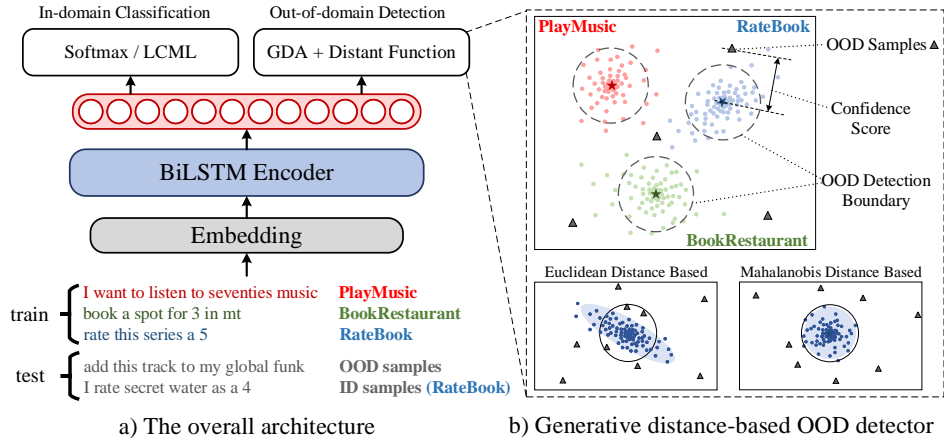 In-domain Classification
Out-of-domain Detection
Softmax / LCML
GDA + Distant Function
BiLSTM Encoder
Embedding
train
I want to listen to seventies music PlayMusic
book a spot for 3 in mt BookRestaurant
rate this series a 5 RateBook
test
add this track to my global funk OOD samples
I rate secret water as a 4 ID samples (RateBook)
a) The overall architecture
PlayMusic
RateBook
BookRestaurant
OOD Samples
Confidence
Score
OOD Detection
Boundary
Euclidean Distance Based
Mahalanobis Distance Based
b) Generative distance-based OOD detector